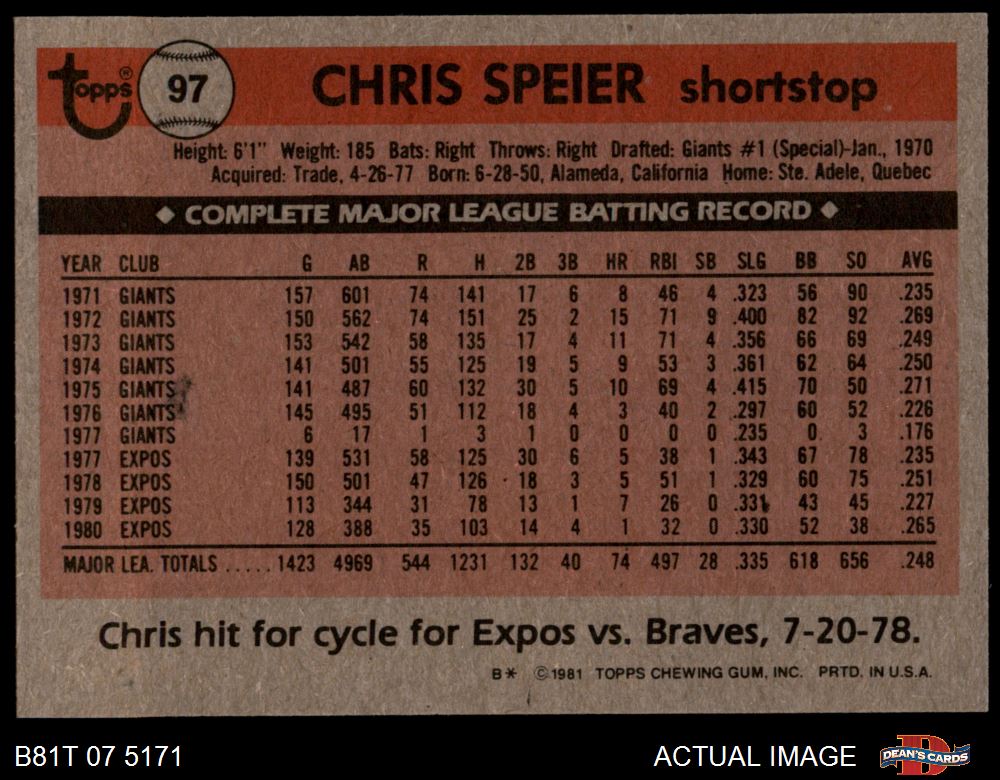 Topps® 97 CHRIS SPEIER shortstop
Height: 6'1" Weight: 185 Bats: Right Throws: Right Drafted: Giants #1 (Special)-Jan., 1970
Acquired: Trade, 4-26-77 Born: 6-28-50, Alameda, California Home: Ste. Adele, Quebec
◆ COMPLETE MAJOR LEAGUE BATTING RECORD ◆
YEAR CLUB G AB R H 2B 3B HR RBI SB SLG BB SO AVG
1971 GIANTS 157 601 74 141 17 6 8 46 4 .323 56 90 .235
1972 GIANTS 150 562 74 151 25 2 15 71 9 .400 82 92 .269
1973 GIANTS 153 542 58 135 17 4 11 71 4 .356 66 69 .249
1974 GIANTS 141 501 55 125 19 5 9 53 3 .361 62 64 .250
1975 GIANTS 141 487 60 132 30 5 10 69 4 .415 70 50 .271
1976 GIANTS 145 495 51 112 18 4 3 40 2 .297 60 52 .226
1977 GIANTS 6 17 1 3 1 0 0 0 0 .235 0 3 .176
1977 EXPOS 139 531 58 125 30 6 5 38 1 .343 67 78 .235
1978 EXPOS 150 501 47 126 18 3 5 51 1 .329 60 75 .251
1979 EXPOS 113 344 31 78 13 1 7 26 0 .331 43 45 .227
1980 EXPOS 128 388 35 103 14 4 1 32 0 .330 52 38 .265
MAJOR LEA. TOTALS ..... 1423 4969 544 1231 132 40 74 497 28 .335 618 656 .248
Chris hit for cycle for Expos vs. Braves, 7-20-78.
B* ©1981 TOPPS CHEWING GUM, INC. PRTD. IN U.S.A.
B81T 07 5171 ACTUAL IMAGE DEAN'S CARDS